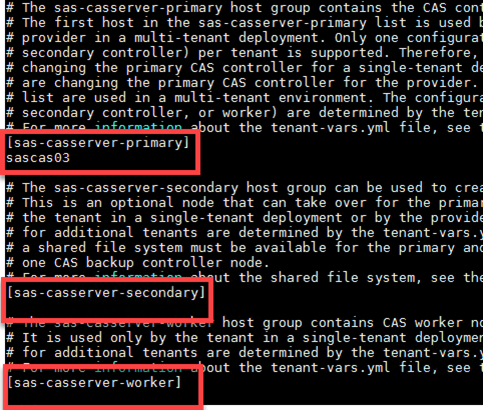 # The sas-casserver-primary host group contains the CAS cont
# The first host in the sas-casserver-primary list is used b
# provider in a multi-tenant deployment. Only one configurat
# secondary controller) per tenant is supported. Therefore,
# changing the primary CAS controller for a single-tenant de
# are changing the primary CAS controller for the provider.
# list are used in a multi-tenant environment. The configura
# secondary controller, or worker) are determined by the ten
# For more information about the tenant-vars.yml file, see t
[sas-casserver-primary]
sascas03
# The sas-casserver-secondary host group can be used to crea
# This is an optional node that can take over for the primar
# the tenant in a single-tenant deployment or by the provide
# for additional tenants are determined by the tenant-vars.y
# a shared file system must be available for the primary and
# one CAS backup controller node.
# For more information about the shared file system, see the
[sas-casserver-secondary]
# The sas-casserver-worker host group contains CAS worker no
# It is used only by the tenant in a single-tenant deploymen
# for additional tenants are determined by the tenant-vars.y
# For more information about the tenant-vars.yml file, see t
[sas-casserver-worker]